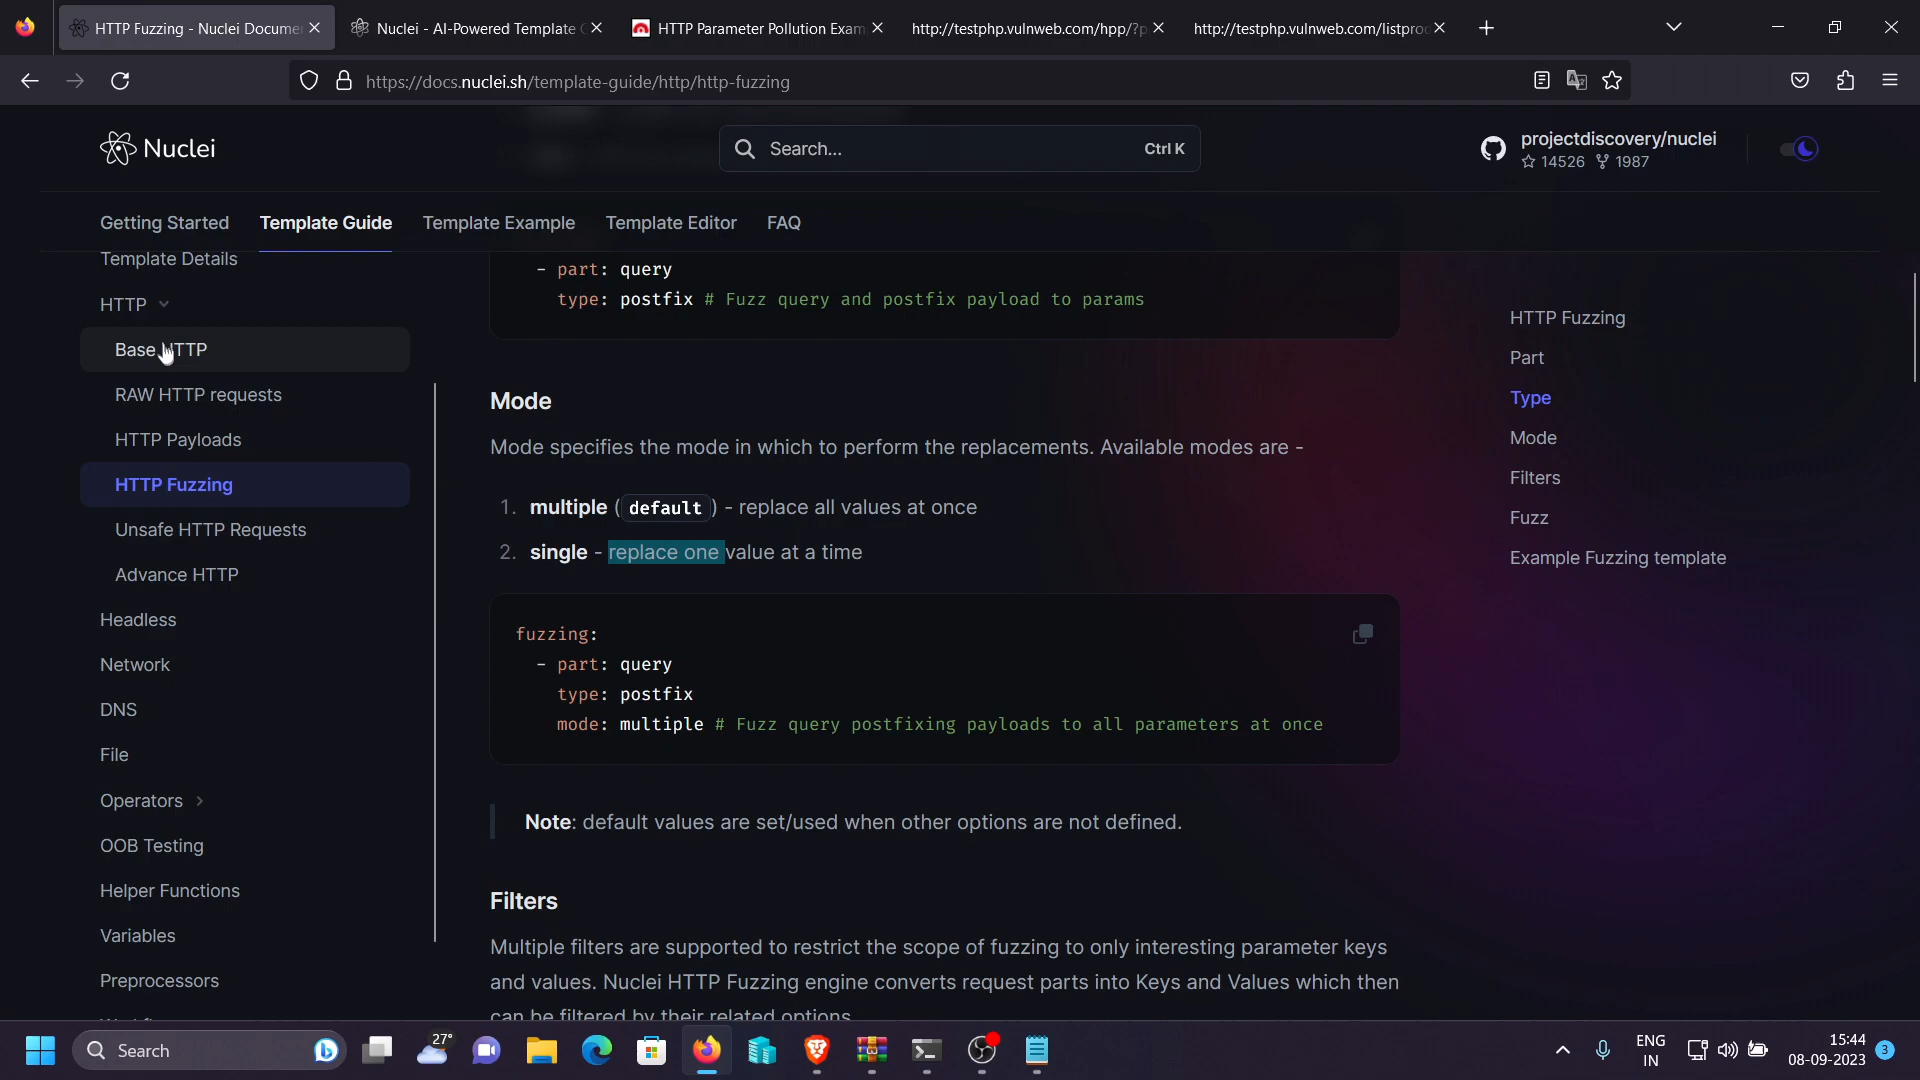 HTTP Fuzzing - Nuclei Docume
Nuclei - AI-Powered Template
HTTP Parameter Pollution Exam
http://testphp.vulnweb.com/hpp/?p
http://testphp.vulnweb.com/listproc
https://docs.nuclei.sh/template-guide/http/http-fuzzing
Nuclei
Search...
Ctrl K
projectdiscovery/nuclei
14526 1987
Getting Started
Template Guide
Template Example
Template Editor
FAQ
Template Details
HTTP
Base HTTP
RAW HTTP requests
HTTP Payloads
HTTP Fuzzing
Unsafe HTTP Requests
Advance HTTP
Headless
Network
DNS
File
Operators
OOB Testing
Helper Functions
Variables
Preprocessors
- part: query
type: postfix # Fuzz query and postfix payload to params
Mode
Mode specifies the mode in which to perform the replacements. Available modes are -
1. multiple (default) - replace all values at once
2. single - replace one value at a time
fuzzing:
- part: query
type: postfix
mode: multiple # Fuzz query postfixing payloads to all parameters at once
Note: default values are set/used when other options are not defined.
Filters
Multiple filters are supported to restrict the scope of fuzzing to only interesting parameter keys
and values. Nuclei HTTP Fuzzing engine converts request parts into Keys and Values which then
can be filtered by their related options.
HTTP Fuzzing
Part
Type
Mode
Filters
Fuzz
Example Fuzzing template
Search
27°
ENG
IN
15:44
08-09-2023
3